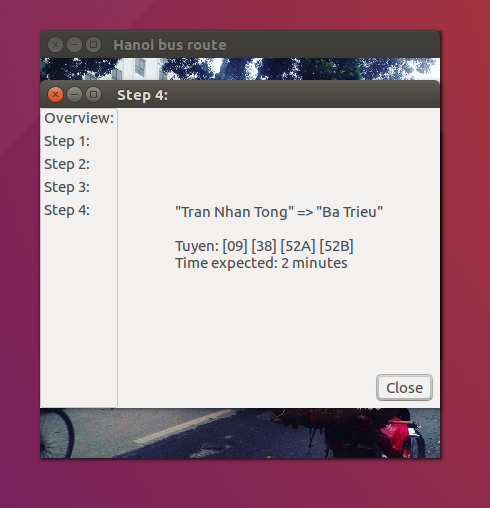 Hanoi bus route
Step 4:
Overview:
Step 1:
Step 2:
Step 3:
Step 4:
"Tran Nhan Tong" => "Ba Trieu"
Tuyen: [09] [38] [52A] [52B]
Time expected: 2 minutes
Close